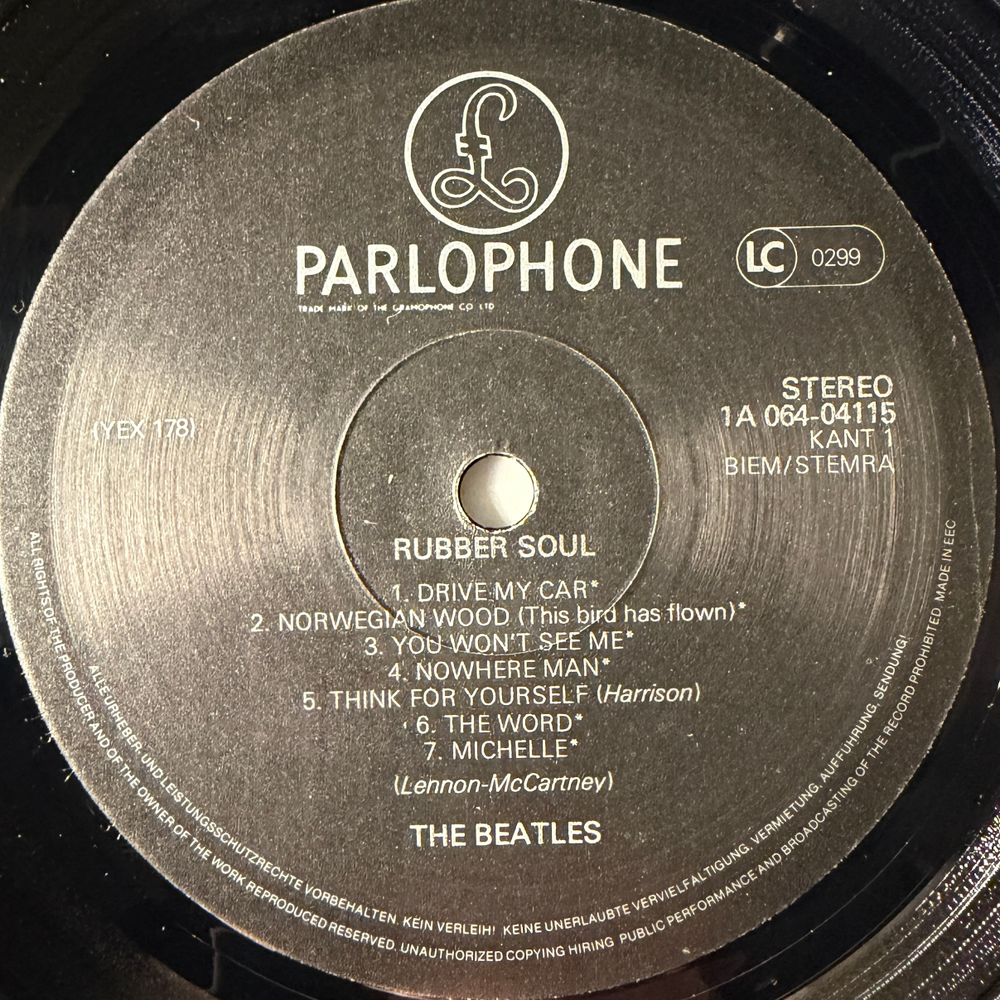 £
PARLOPHONE
TRADE MARK OF THE GRAMOPHONE CO LTD
LC 0299
STEREO
1A 064-04115
KANT 1
BIEM/STEMRA
(YEX 178)
RUBBER SOUL
1. DRIVE MY CAR*
2. NORWEGIAN WOOD (This bird has flown)*
3. YOU WON'T SEE ME*
4. NOWHERE MAN*
5. THINK FOR YOURSELF (Harrison)
6. THE WORD*
7. MICHELLE*
(Lennon-McCartney)
THE BEATLES
ALLE URHEBER UND LEISTUNGSSCHUTZRECHTE VORBEHALTEN. KEIN VERLEIH! KEINE UNERLAUBTE VERVIELFALTIGUNG, VERMIETUNG, AUFFUHRUNG, SENDUNG!
ALL RIGHTS OF THE PRODUCER AND OF THE OWNER OF THE WORK REPRODUCED RESERVED. UNAUTHORIZED COPYING HIRING PUBLIC PERFORMANCE AND BROADCASTING OF THE RECORD PROHIBITED. MADE IN EEC